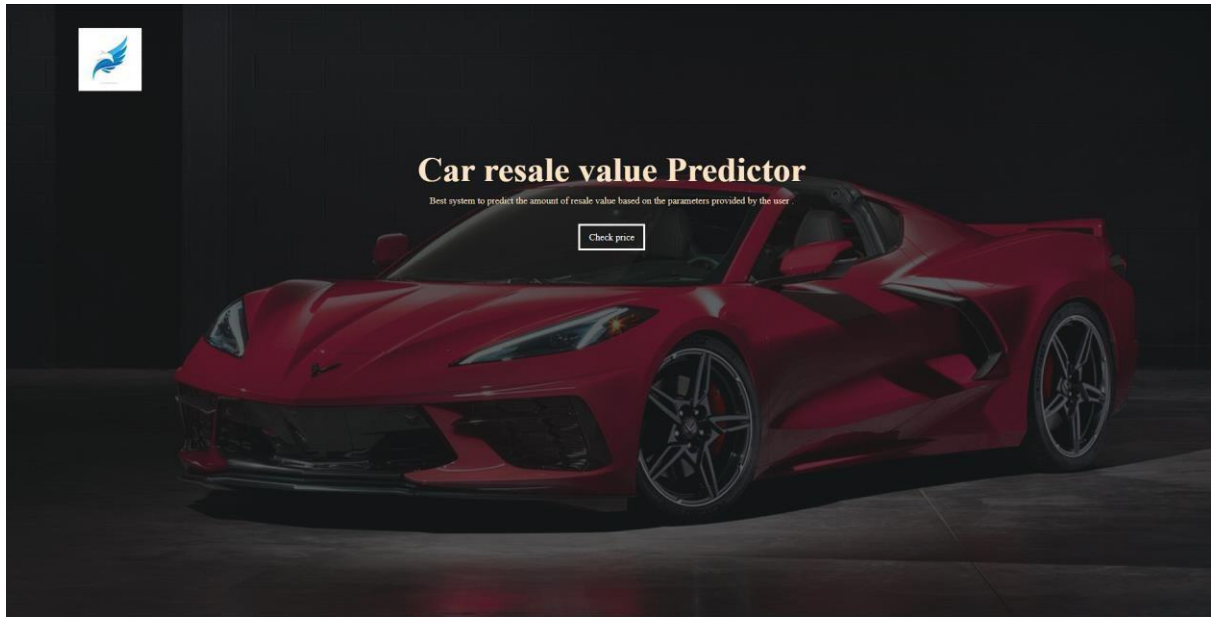 Car resale value Predictor
Best system to predict the amount of resale value based on the parameters provided by the user .
Check price